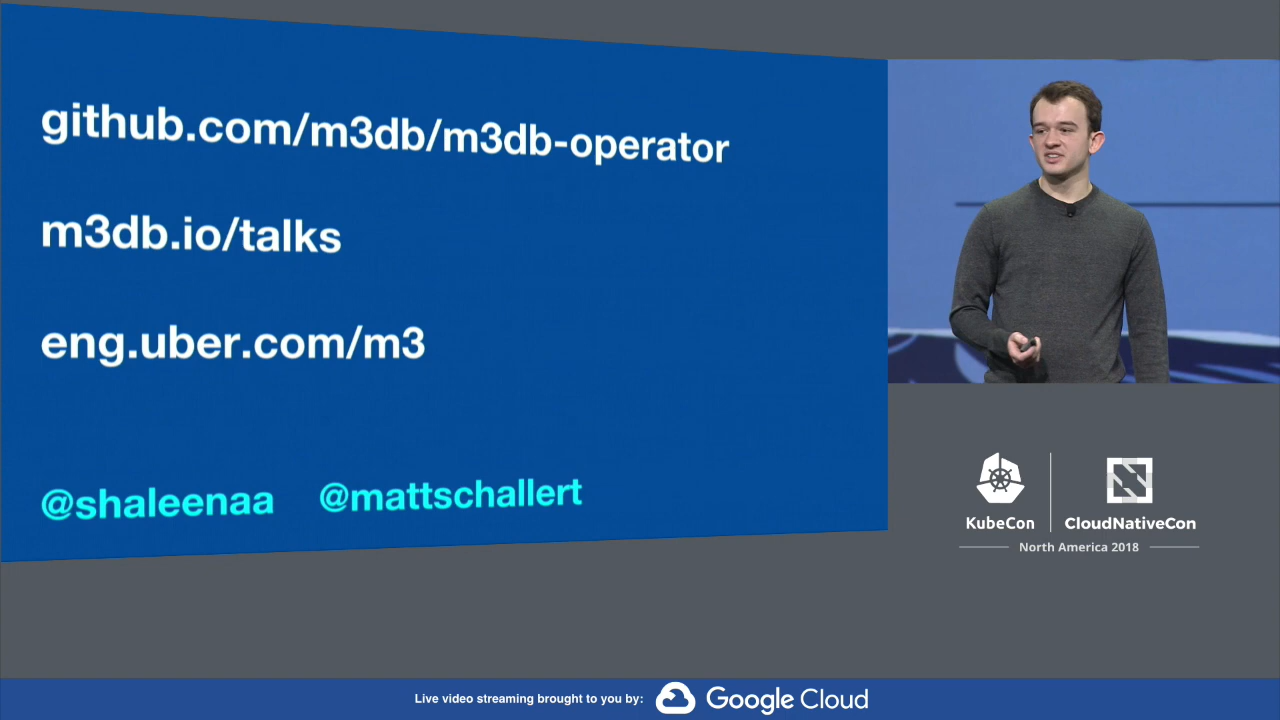 github.com/m3db/m3db-operator
m3db.io/talks
eng.uber.com/m3
@shaleenaa @mattschallert
KubeCon CloudNativeCon
North America 2018
Live video streaming brought to you by: Google Cloud